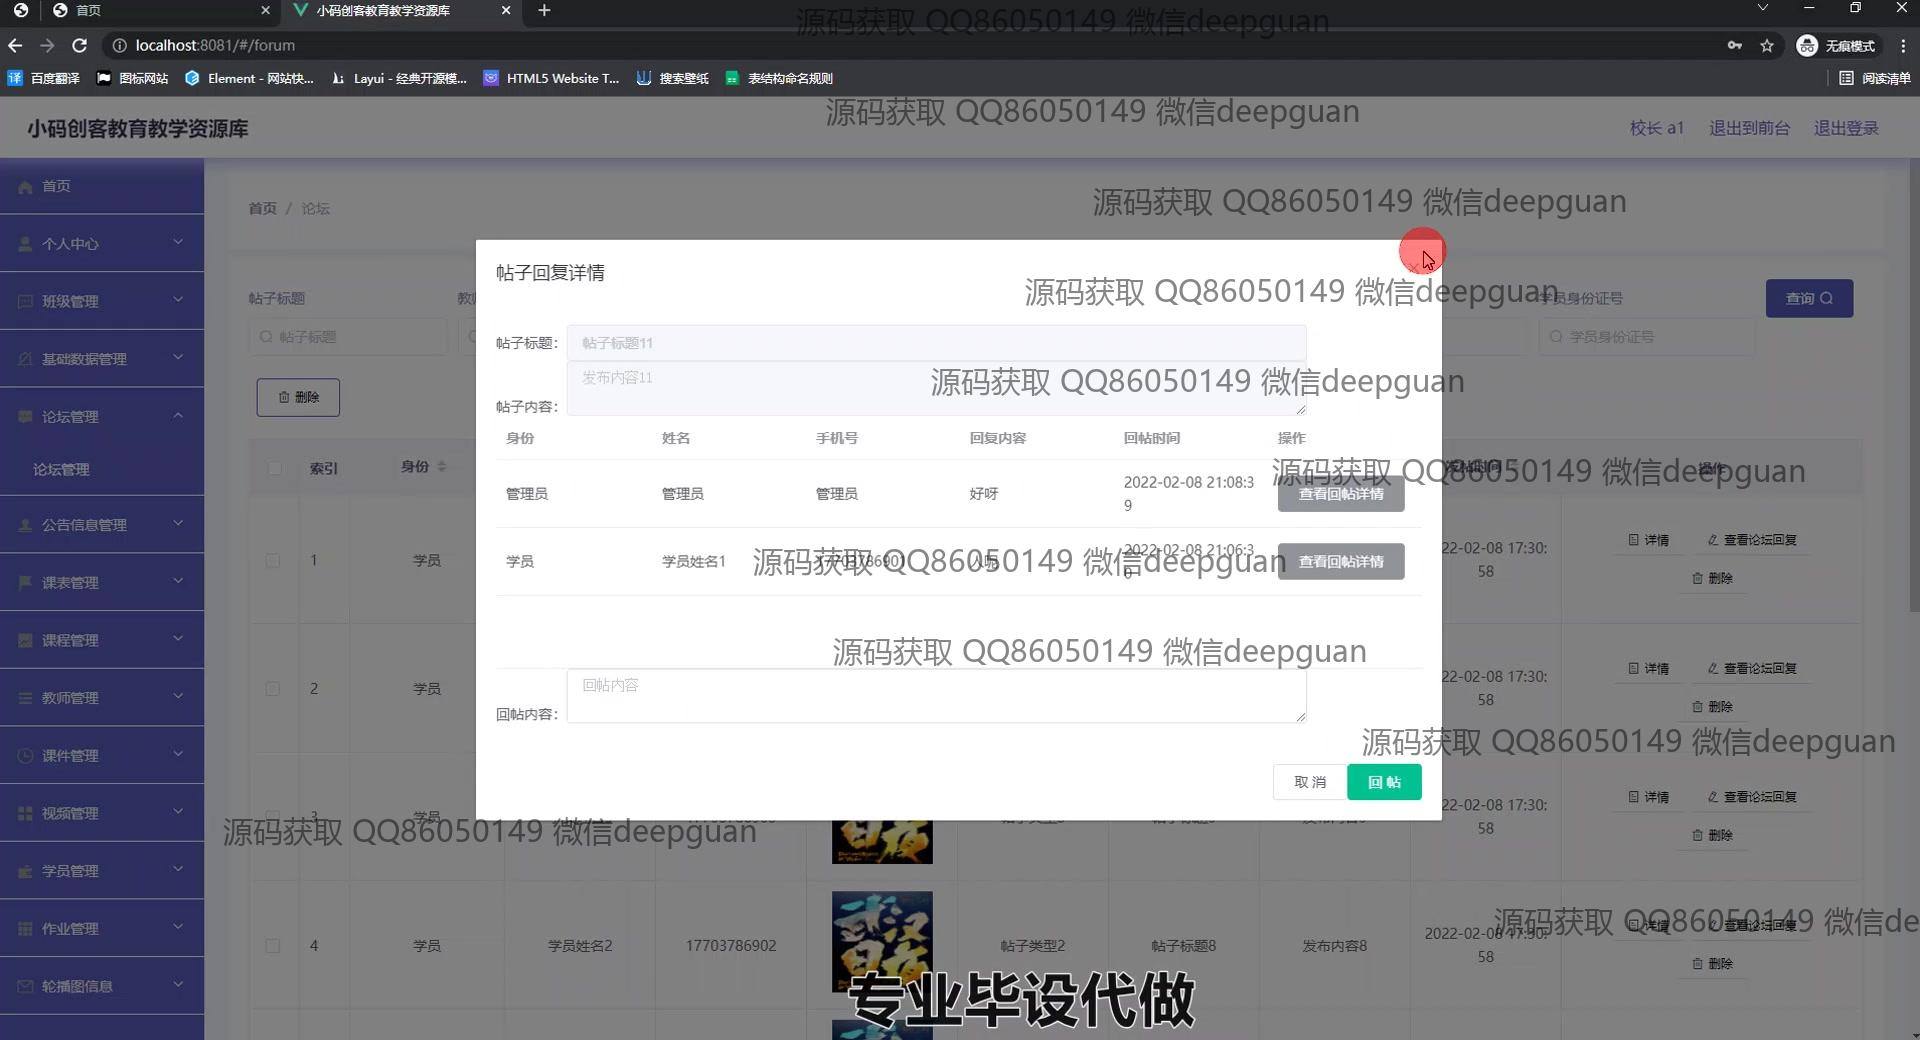 首页
小码创客教育教学资源库
localhost:8081/#/forum
无痕模式
百度翻译
图标网站
Element - 网站快...
Layui - 经典开源模...
HTML5 Website T...
搜索壁纸
表结构命名规则
阅读清单
源码获取 QQ86050149 微信deepguan
源码获取 QQ86050149 微信deepguan
小码创客教育教学资源库
校长 a1
退出到前台
退出登录
首页
个人中心
班级管理
基础数据管理
论坛管理
论坛管理
公告信息管理
课表管理
课程管理
教师管理
课件管理
视频管理
学员管理
作业管理
轮播图信息
首页 / 论坛
源码获取 QQ86050149 微信deepguan
帖子标题
学员身份证号
查询
帖子标题
学员身份证号
删除
索引 身份
帖子回复详情
源码获取 QQ86050149 微信deepguan
帖子标题: 帖子标题11
帖子内容: 发布内容11
源码获取 QQ86050149 微信deepguan
身份 姓名 手机号 回复内容 回帖时间 操作
源码获取 QQ86050149 微信deepguan
管理员 管理员 管理员 好呀 2022-02-08 21:08:39 查看回帖详情
学员 学员姓名1 17703786901 2022-02-08 21:06:3 查看回帖详情
源码获取 QQ86050149 微信deepguan
源码获取 QQ86050149 微信deepguan
回帖内容: 回帖内容
取消 回帖
源码获取 QQ86050149 微信deepguan
1 学员 22-02-08 17:30:58 详情 查看论坛回复 删除
2 学员 22-02-08 17:30:58 详情 查看论坛回复 删除
3 学员 22-02-08 17:30:58 详情 查看论坛回复 删除
源码获取 QQ86050149 微信deepguan
4 学员 学员姓名2 17703786902 帖子类型2 帖子标题8 发布内容8 2022-02-08 17:30:58 详情 查看论坛回复 删除
源码获取 QQ86050149 微信de
专业毕设代做